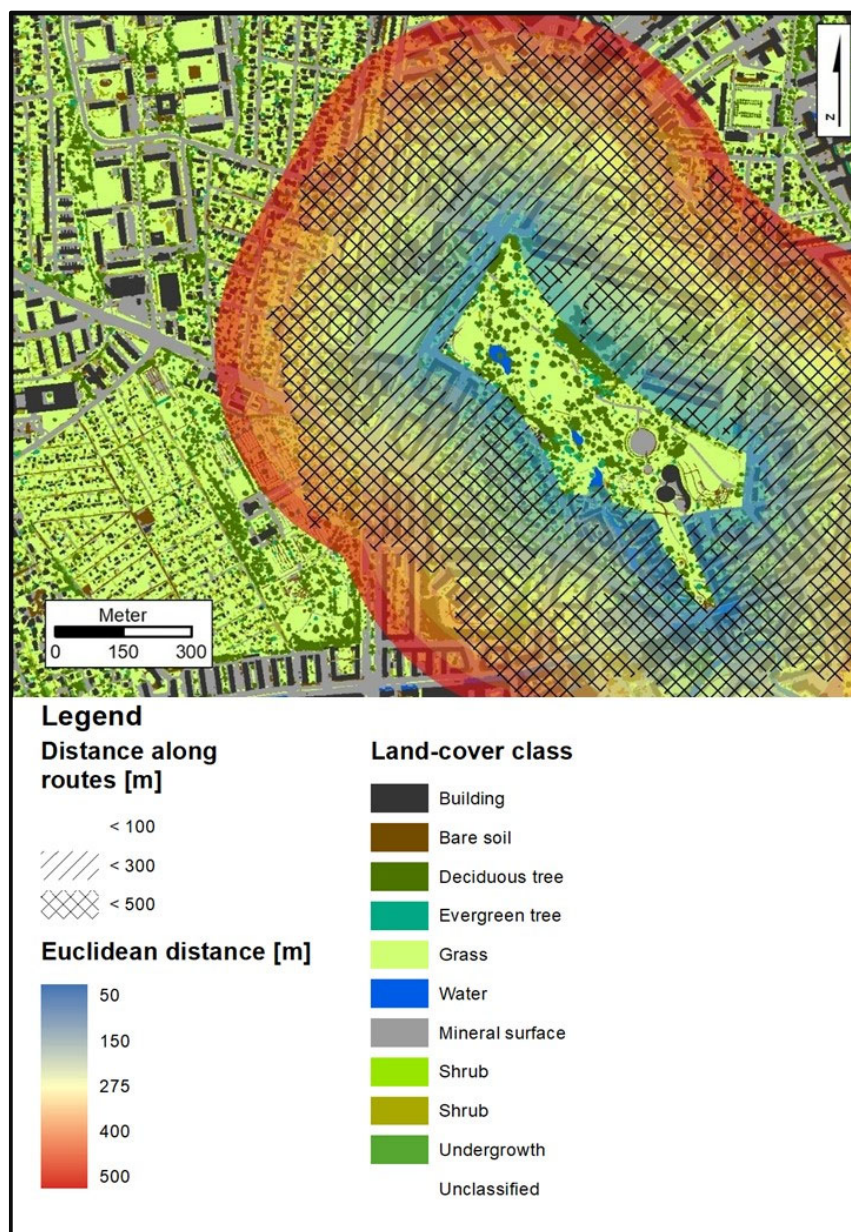 N
Meter
0 150 300
Legend
Distance along
routes [m]
< 100
< 300
< 500
Euclidean distance [m]
50
150
275
400
500
Land-cover class
Building
Bare soil
Deciduous tree
Evergreen tree
Grass
Water
Mineral surface
Shrub
Shrub
Undergrowth
Unclassified